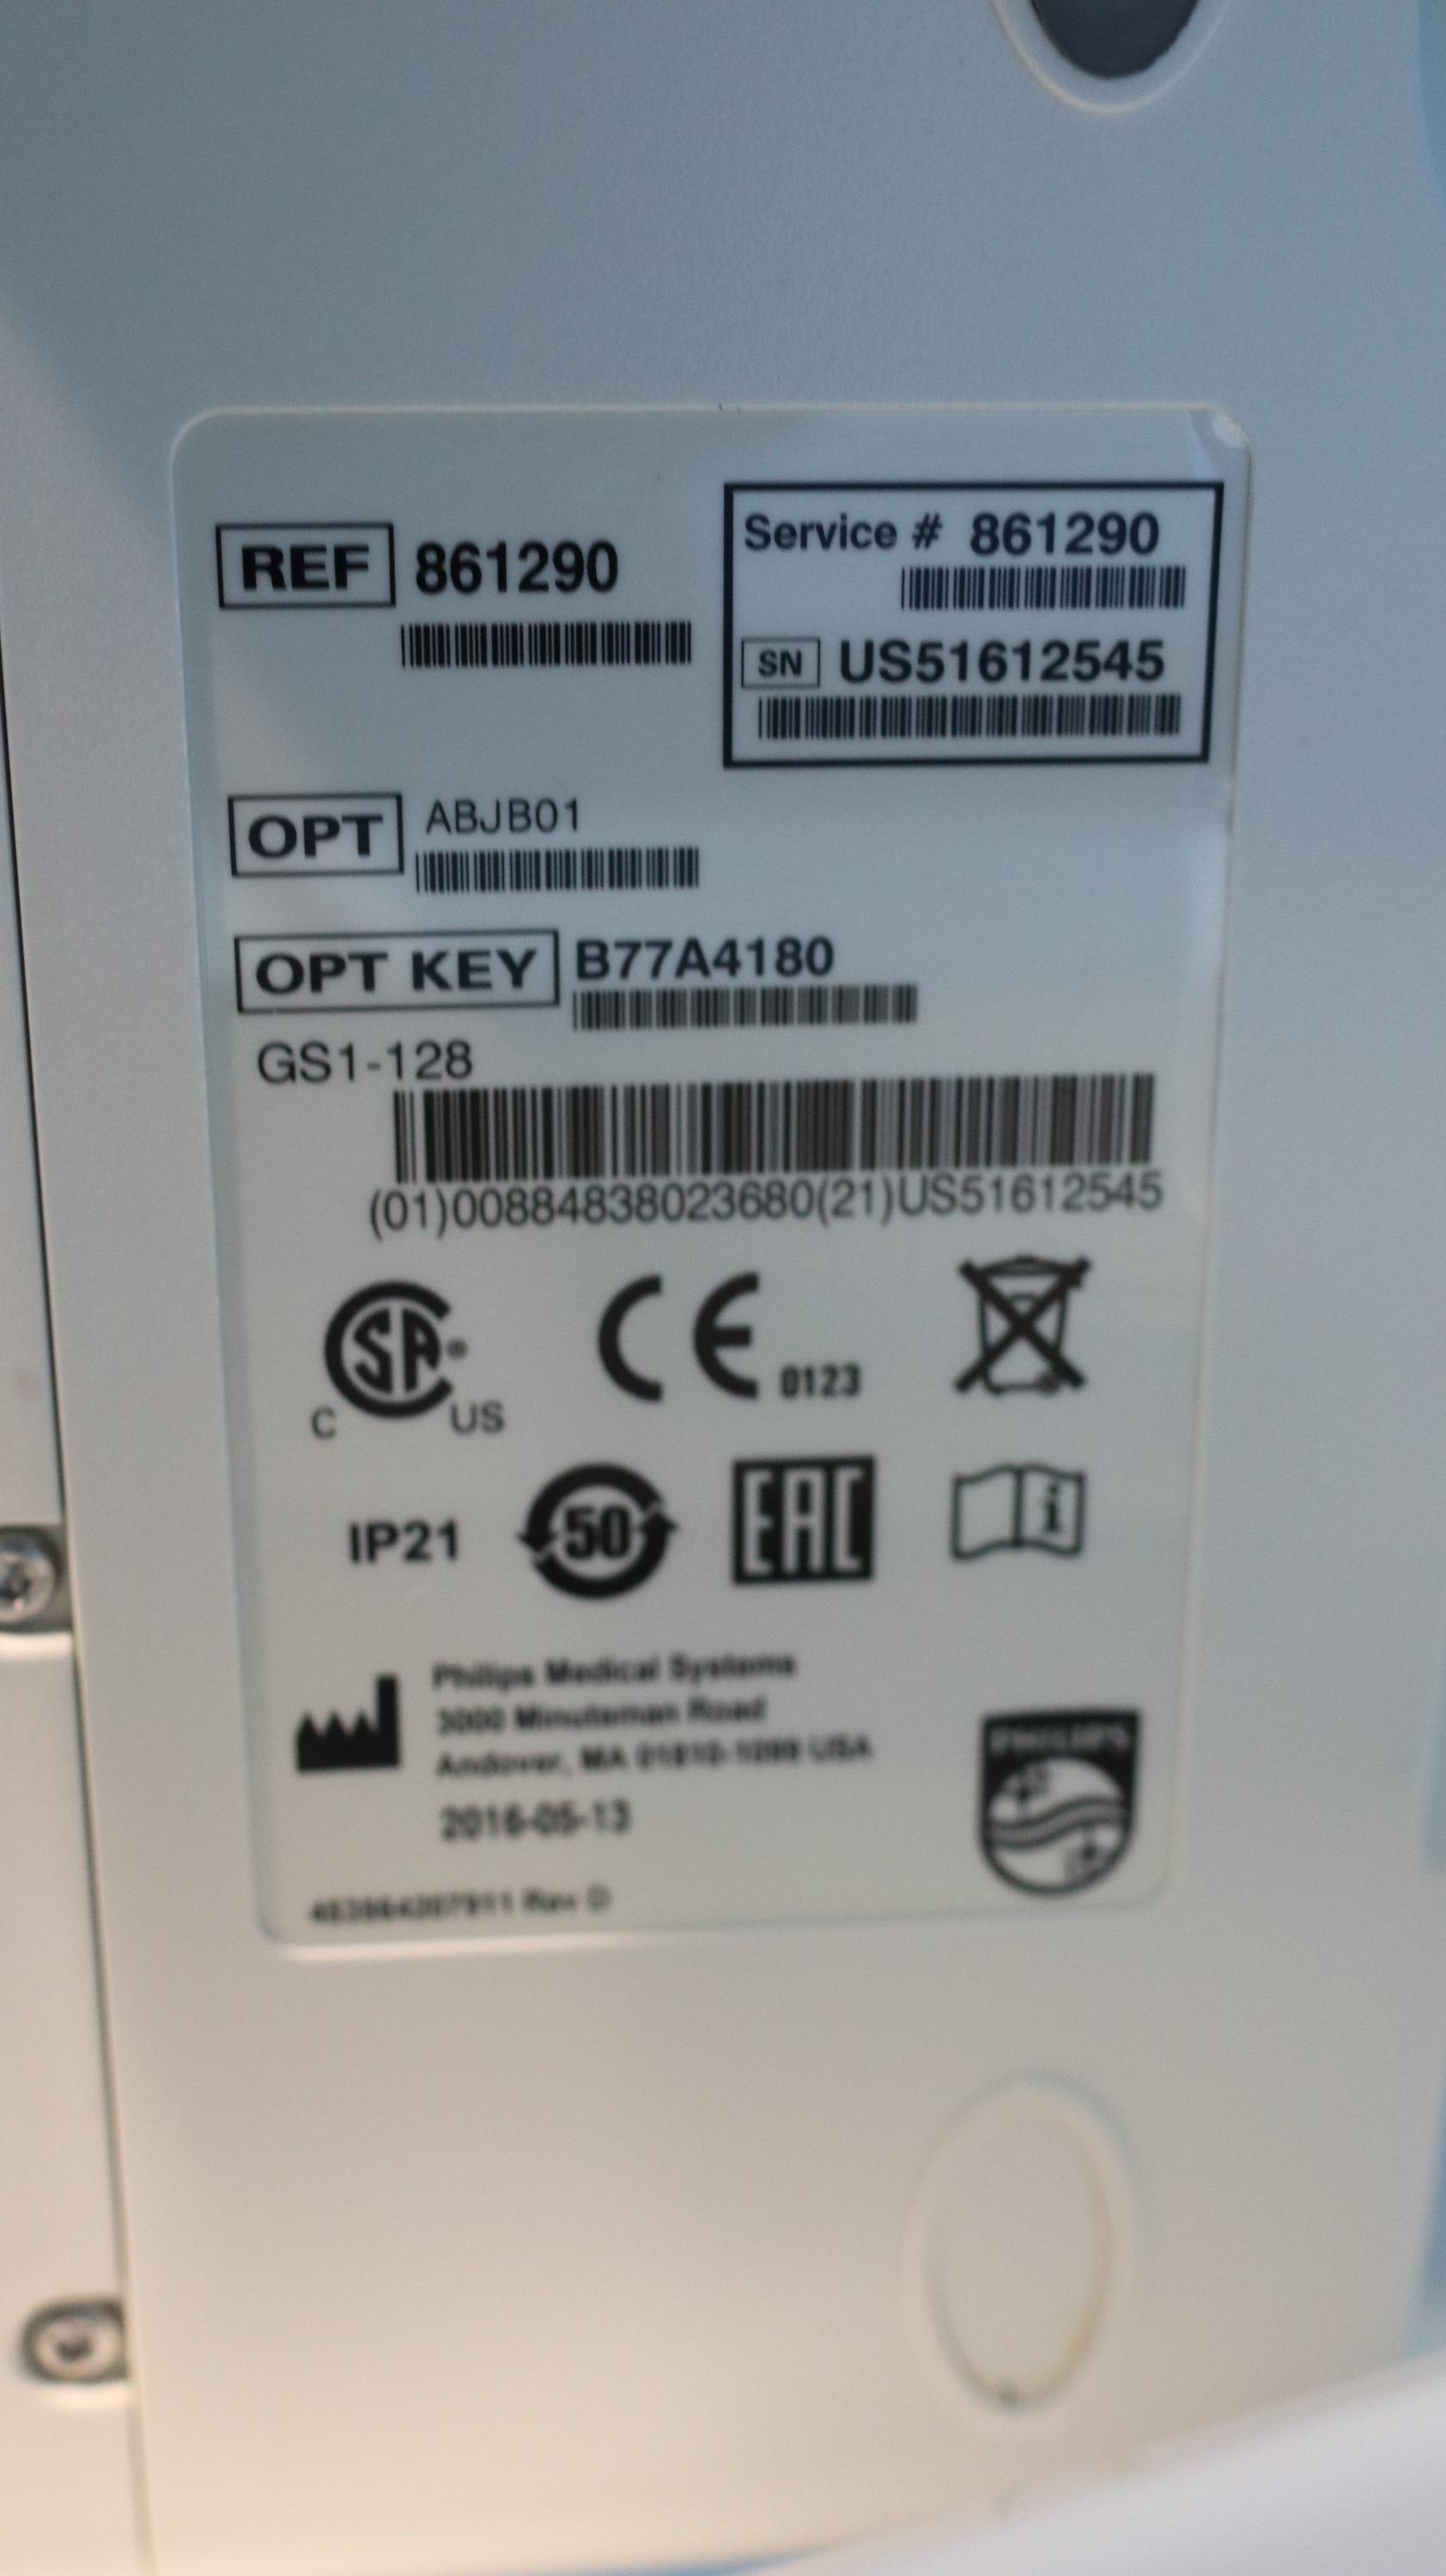 REF 861290
Service # 861290
SN US51612545
OPT ABJB01
OPT KEY B77A4180
GS1-128
(01)00884838023680(21)US51612545
SA®
C US
CE 0123
IP21 50 EAC i
Philips Medical Systems
3000 Minuteman Road
Andover, MA 01810-1099 USA
2016-05-13
Rev D
PHILIPS